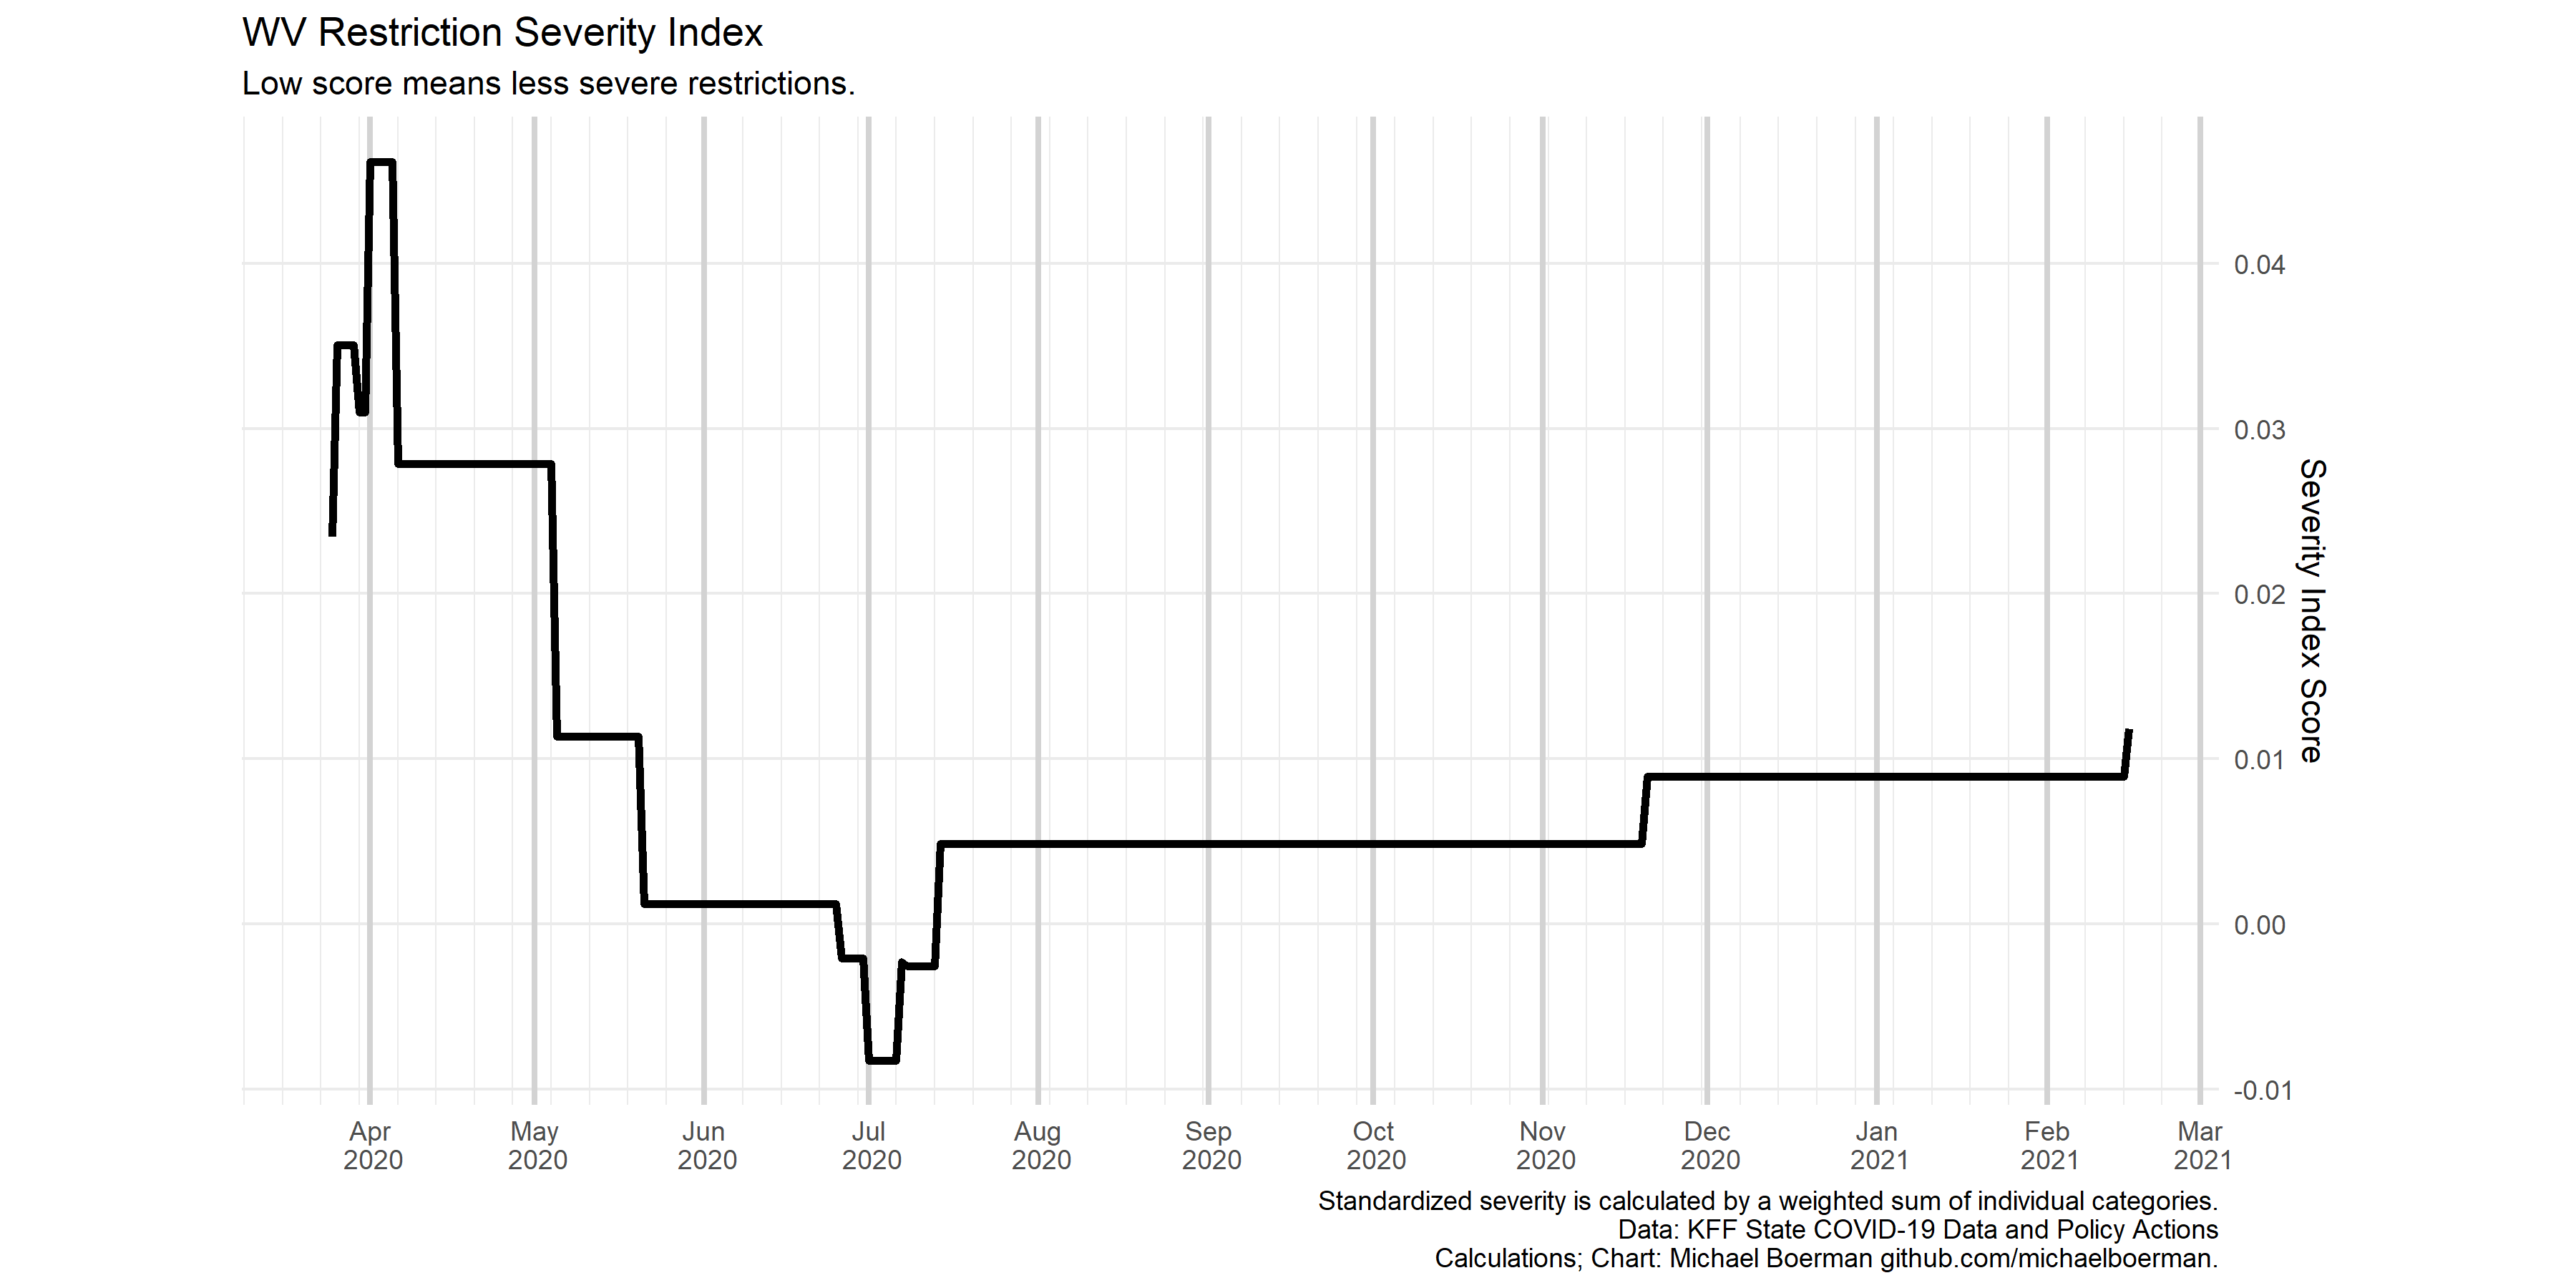 WV Restriction Severity Index
Low score means less severe restrictions.
0.04
0.03
0.02
0.01
0.00
-0.01
Severity Index Score
Apr 2020
May 2020
Jun 2020
Jul 2020
Aug 2020
Sep 2020
Oct 2020
Nov 2020
Dec 2020
Jan 2021
Feb 2021
Mar 2021
Standardized severity is calculated by a weighted sum of individual categories.
Data: KFF State COVID-19 Data and Policy Actions
Calculations; Chart: Michael Boerman github.com/michaelboerman.